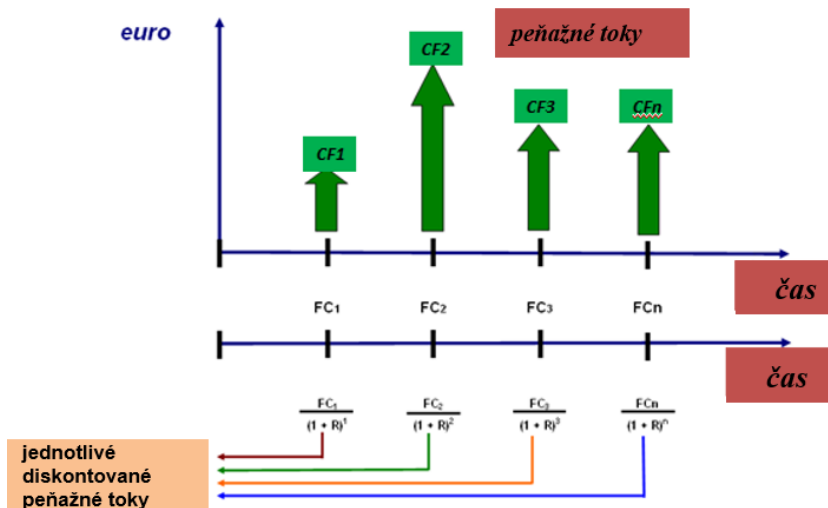 euro
peňažné toky
CF1
CF2
CF3
CFn
čas
FC₁ FC₂ FC₃ FCn
čas
FC₁ FC₂ FC₃ FCn
(1 + R)¹ (1 + R)² (1 + R)³ (1 + R)ⁿ
jednotlivé
diskontované
peňažné toky